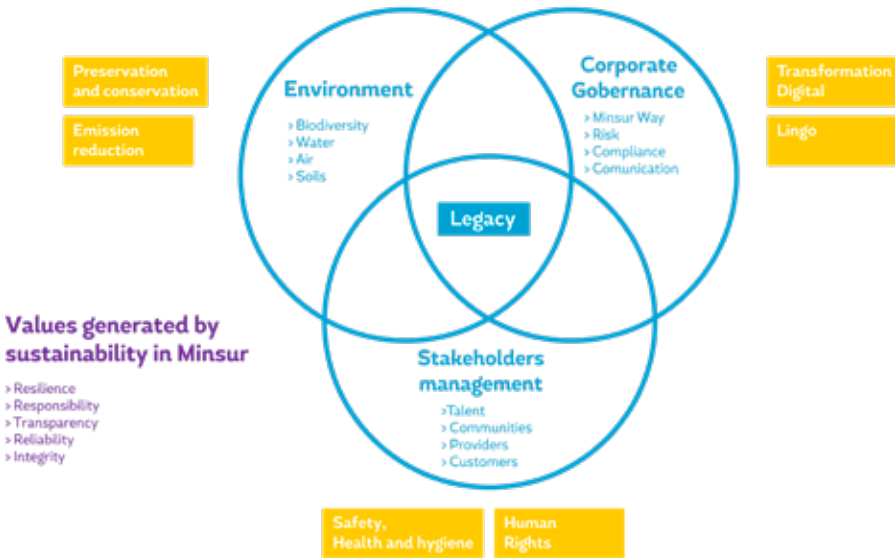 Preservation
and conservation
Emission
reduction
Environment
> Biodiversity
> Water
> Air
> Soils
Corporate
Gobernance
> Minsur Way
> Risk
> Compliance
> Comunication
Transformation
Digital
Lingo
Legacy
Values generated by
sustainability in Minsur
> Resilience
> Responsibility
> Transparency
> Reliability
> Integrity
Stakeholders
management
>Talent
> Communities
> Providers
> Customers
Safety,
Health and hygiene
Human
Rights